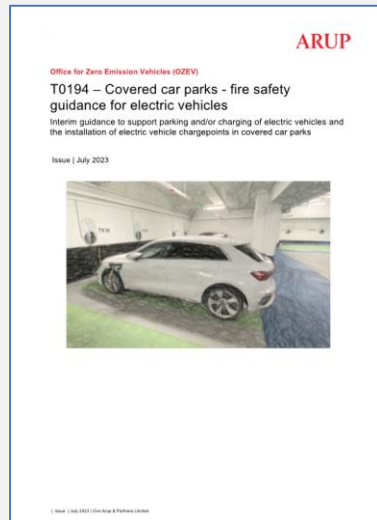 ARUP
Office for Zero Emission Vehicles (OZEV)
T0194 – Covered car parks - fire safety
guidance for electric vehicles
Interim guidance to support parking and/or charging of electric vehicles and
the installation of electric vehicle chargepoints in covered car parks
Issue | July 2023
7KW
| Issue | July 2023 | Ove Arup & Partners Limited